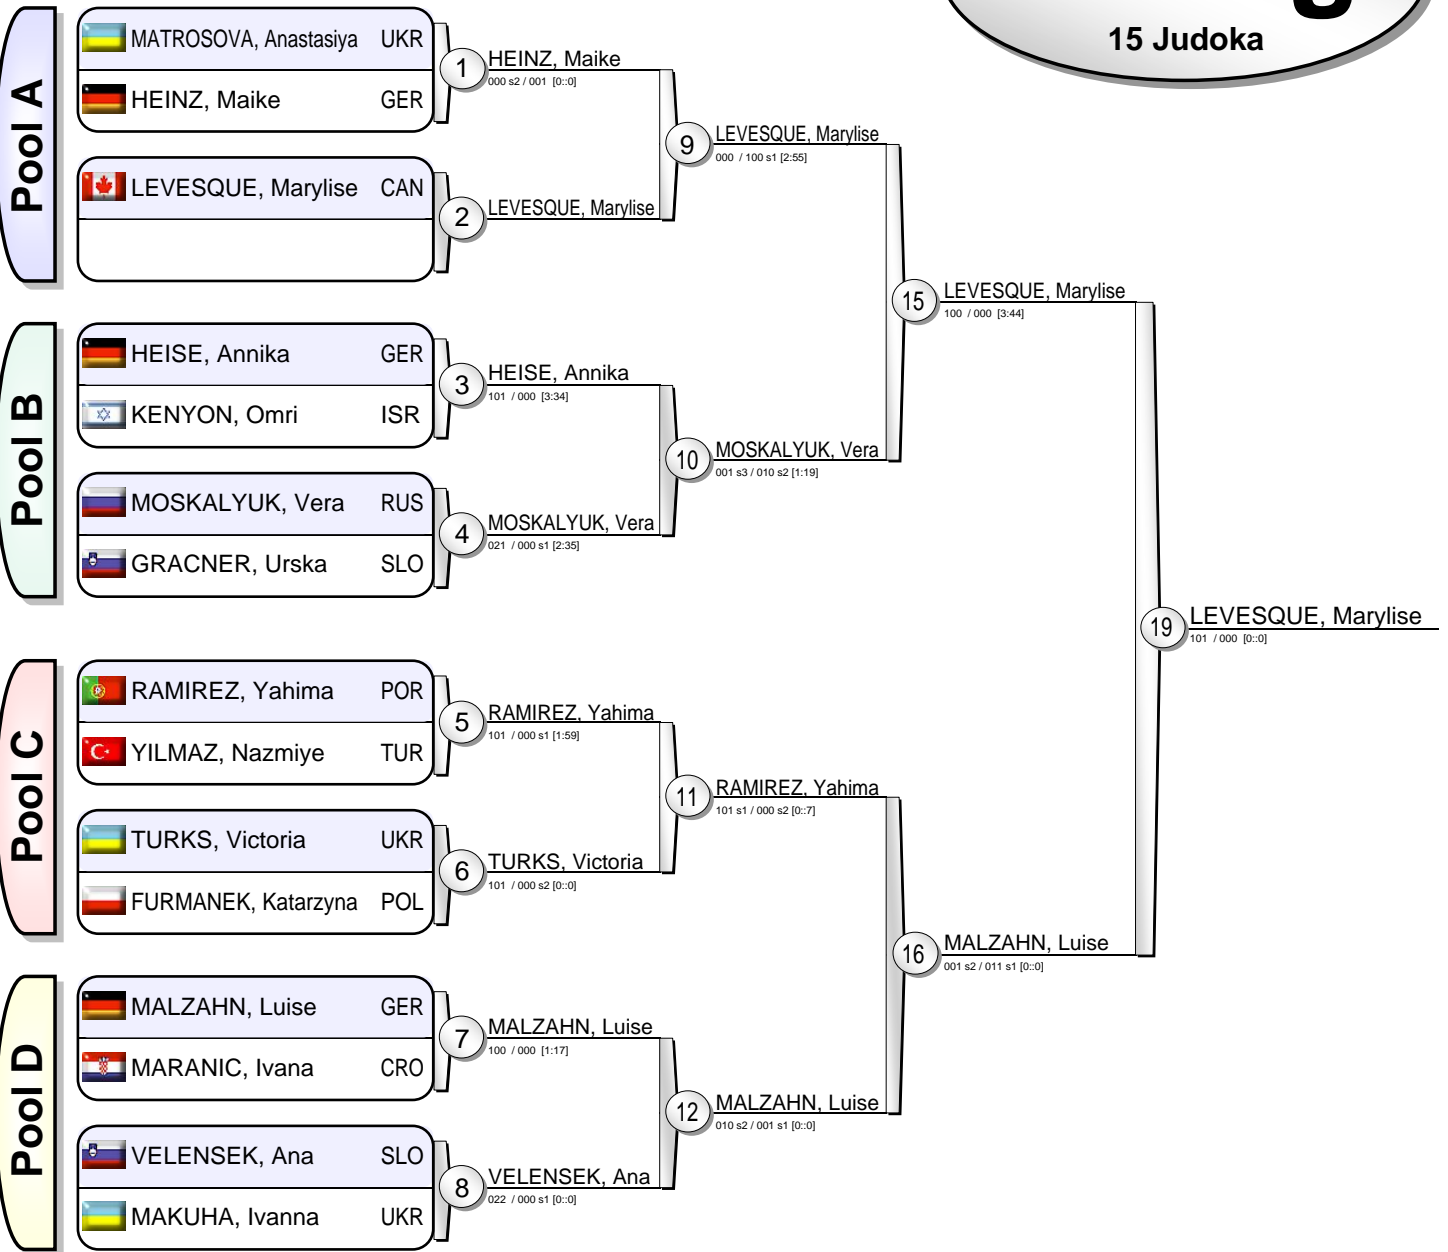 15 Judoka
Pool A
MATROSOVA, Anastasiya UKR
HEINZ, Maike GER
1
HEINZ, Maike
000 s2 / 001 [0::0]
LEVESQUE, Marylise CAN
2
LEVESQUE, Marylise
9
LEVESQUE, Marylise
000 / 100 s1 [2:55]
Pool B
HEISE, Annika GER
KENYON, Omri ISR
3
HEISE, Annika
101 / 000 [3:34]
MOSKALYUK, Vera RUS
GRACNER, Urska SLO
4
MOSKALYUK, Vera
021 / 000 s1 [2:35]
10
MOSKALYUK, Vera
001 s3 / 010 s2 [1:19]
15
LEVESQUE, Marylise
100 / 000 [3:44]
Pool C
RAMIREZ, Yahima POR
YILMAZ, Nazmiye TUR
5
RAMIREZ, Yahima
101 / 000 s1 [1:59]
TURKS, Victoria UKR
FURMANEK, Katarzyna POL
6
TURKS, Victoria
101 / 000 s2 [0::0]
11
RAMIREZ, Yahima
101 s1 / 000 s2 [0::7]
Pool D
MALZAHN, Luise GER
MARANIC, Ivana CRO
7
MALZAHN, Luise
100 / 000 [1:17]
VELENSEK, Ana SLO
MAKUHA, Ivanna UKR
8
VELENSEK, Ana
022 / 000 s1 [0::0]
12
MALZAHN, Luise
010 s2 / 001 s1 [0::0]
16
MALZAHN, Luise
001 s2 / 011 s1 [0::0]
19
LEVESQUE, Marylise
101 / 000 [0::0]